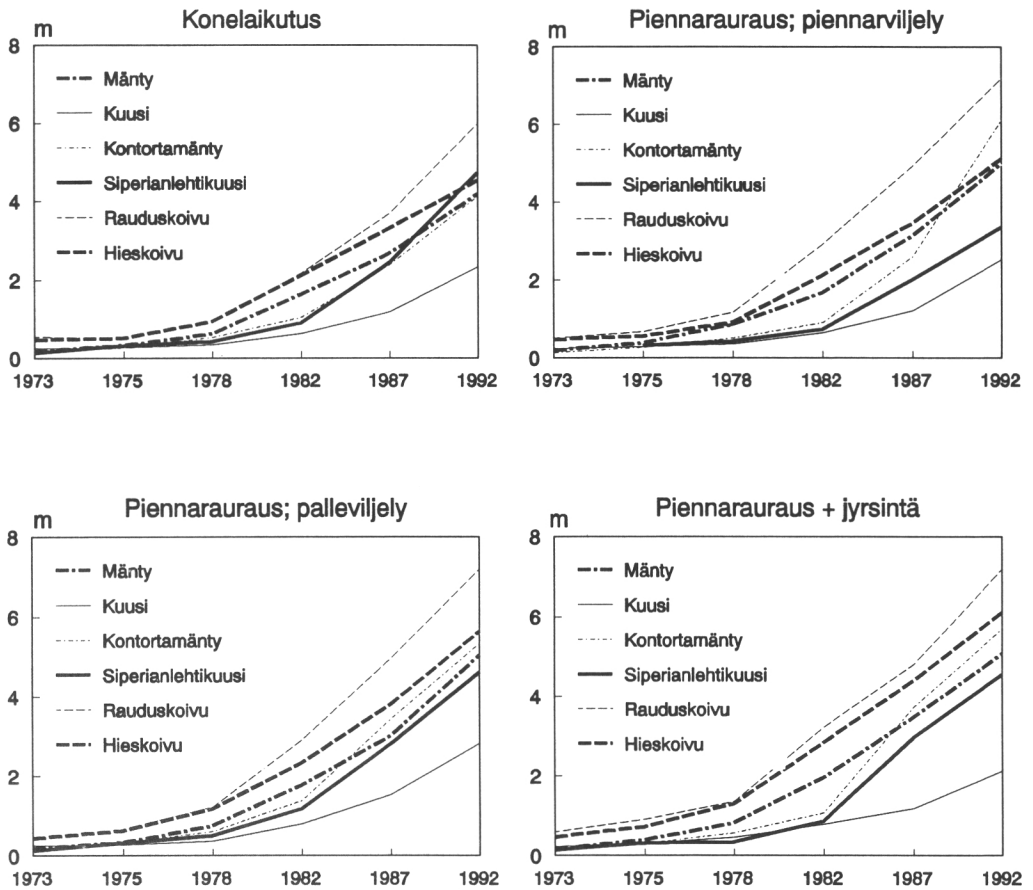 Konelaikutus
m
8
6
4
2
0
Mänty
Kuusi
Kontortamänty
Siperianlehtikuusi
Rauduskoivu
Hieskoivu
1973 1975 1978 1982 1987 1992
Piennarauraus; piennarviljely
m
8
6
4
2
0
Mänty
Kuusi
Kontortamänty
Siperianlehtikuusi
Rauduskoivu
Hieskoivu
1973 1975 1978 1982 1987 1992
Piennarauraus; palleviljely
m
8
6
4
2
0
Mänty
Kuusi
Kontortamänty
Siperianlehtikuusi
Rauduskoivu
Hieskoivu
1973 1975 1978 1982 1987 1992
Piennarauraus + jyrsintä
m
8
6
4
2
0
Mänty
Kuusi
Kontortamänty
Siperianlehtikuusi
Rauduskoivu
Hieskoivu
1973 1975 1978 1982 1987 1992